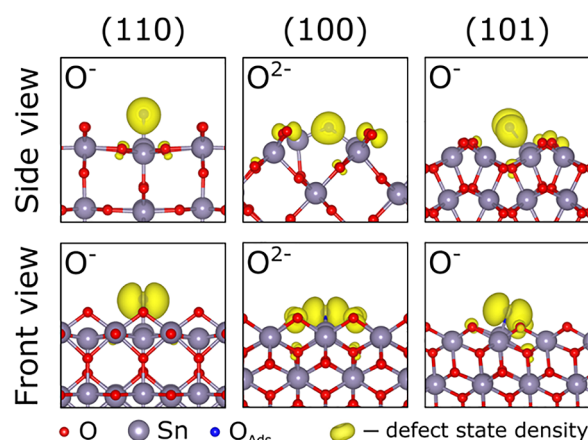 (110) (100) (101)
Side view
O⁻ O²⁻ O⁻
Front view
O⁻ O²⁻ O⁻
O Sn O_Ads — defect state density